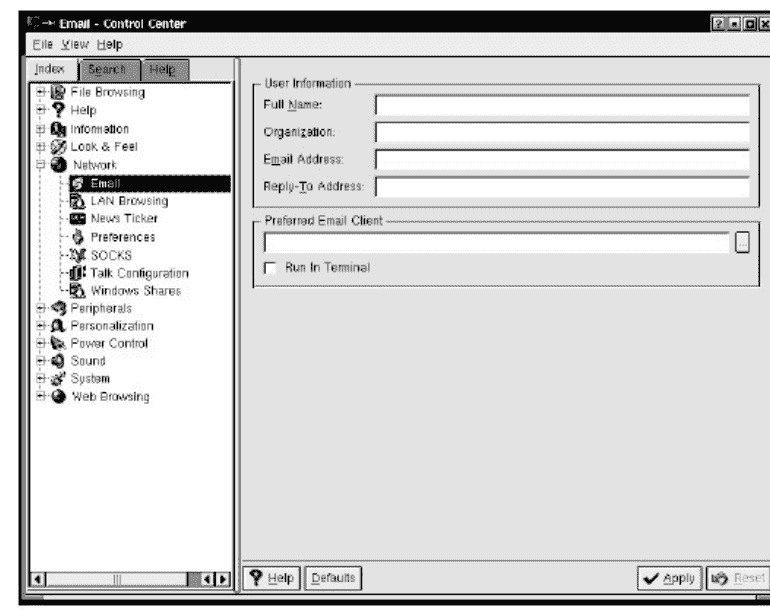 Email - Control Center
File View Help
Index Search Help
File Browsing
Help
Information
Look & Feel
Network
Email
LAN Browsing
News Ticker
Preferences
SOCKS
Talk Configuration
Windows Shares
Peripherals
Personalization
Power Control
Sound
System
Web Browsing
User Information
Full Name:
Organization:
Email Address:
Reply-To Address:
Preferred Email Client
...
Run In Terminal
Help Defaults Apply Reset